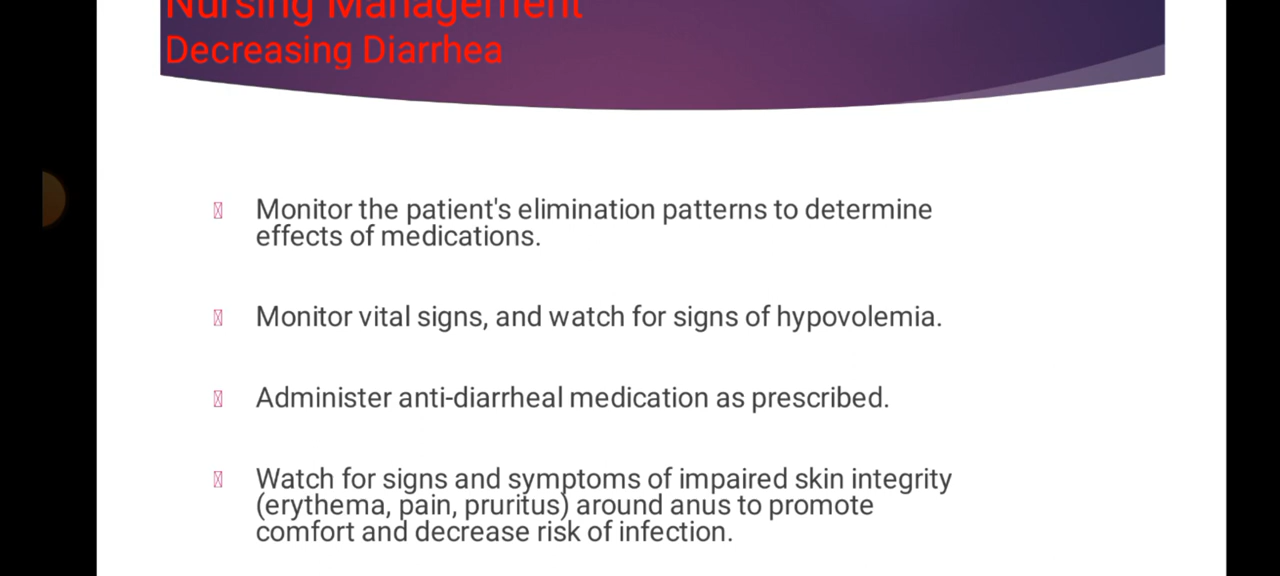 Nursing Management
Decreasing Diarrhea
Monitor the patient's elimination patterns to determine
effects of medications.
Monitor vital signs, and watch for signs of hypovolemia.
Administer anti-diarrheal medication as prescribed.
Watch for signs and symptoms of impaired skin integrity
(erythema, pain, pruritus) around anus to promote
comfort and decrease risk of infection.